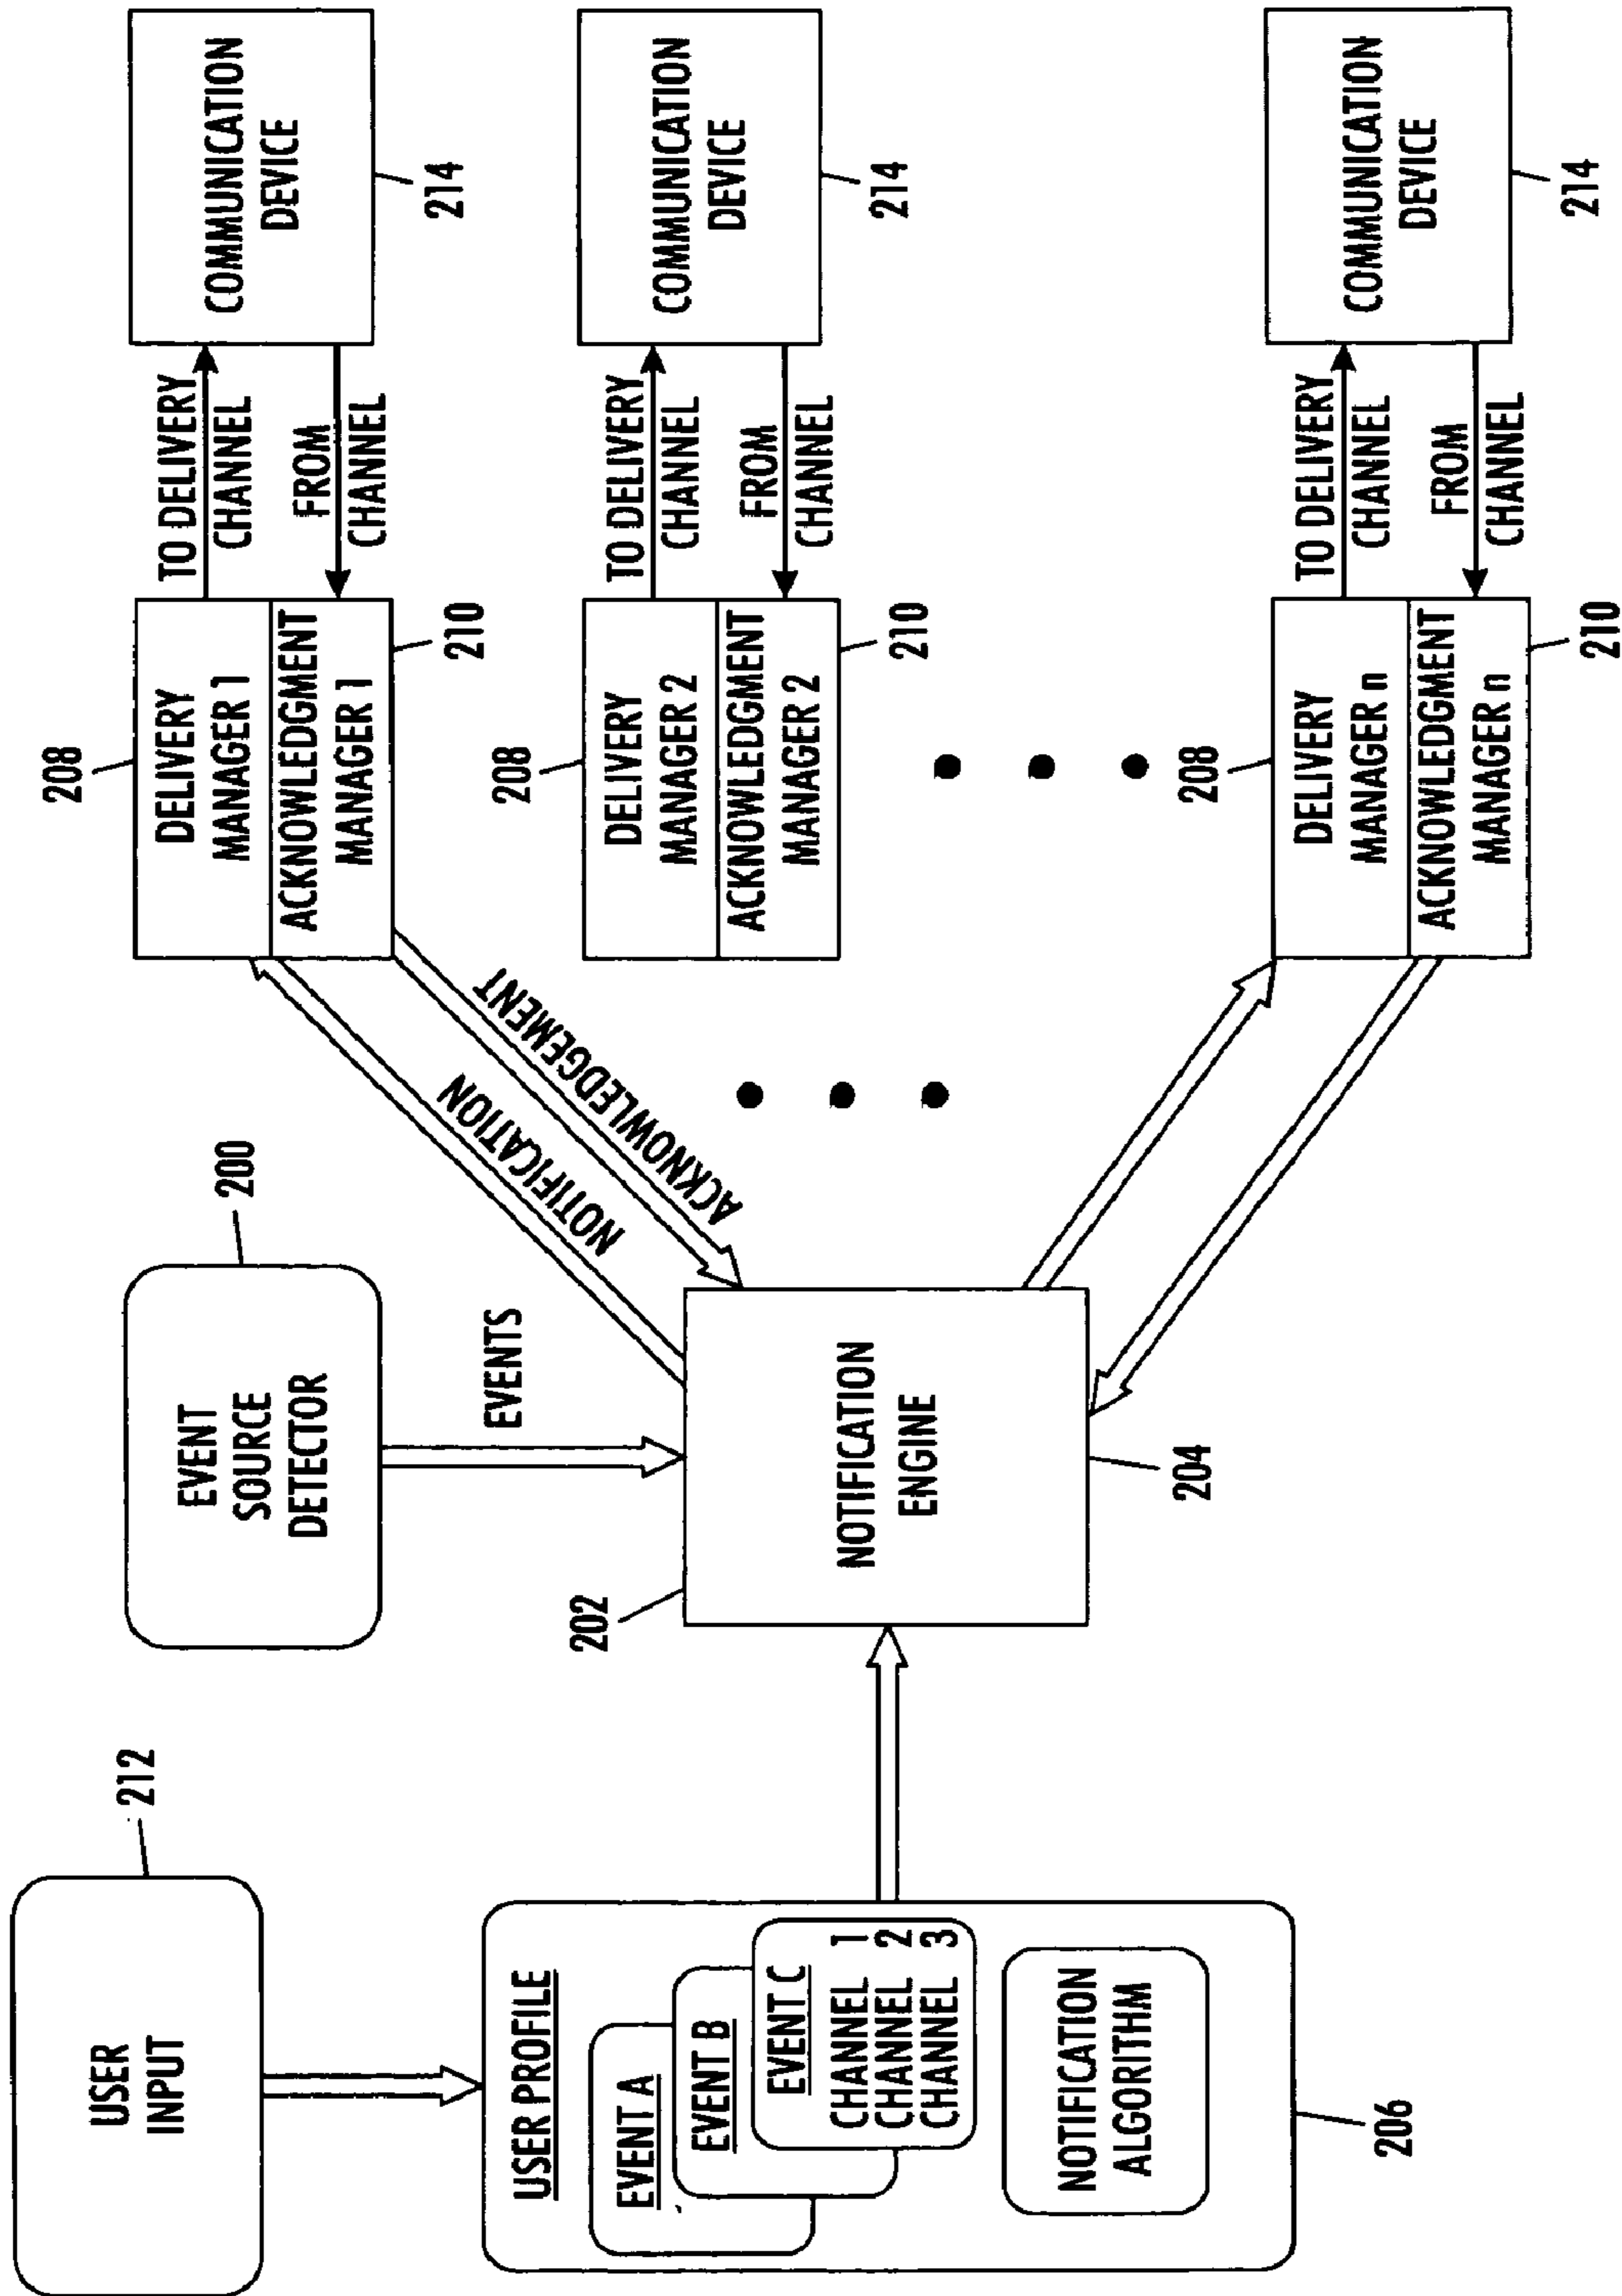 212
USER
INPUT
USER PROFILE
EVENT A
EVENT B
EVENT C
CHANNEL 1
CHANNEL 2
CHANNEL 3
NOTIFICATION
ALGORITHM
206
200
EVENT
SOURCE
DETECTOR
EVENTS
202
NOTIFICATION
ENGINE
204
NOTIFICATION
ACKNOWLEDGEMENT
208
DELIVERY
MANAGER 1
ACKNOWLEDGMENT
MANAGER 1
210
TO DELIVERY
CHANNEL
FROM
CHANNEL
COMMUNICATION
DEVICE
214
208
DELIVERY
MANAGER 2
ACKNOWLEDGMENT
MANAGER 2
210
TO DELIVERY
CHANNEL
FROM
CHANNEL
COMMUNICATION
DEVICE
214
208
DELIVERY
MANAGER n
ACKNOWLEDGMENT
MANAGER n
210
TO DELIVERY
CHANNEL
FROM
CHANNEL
COMMUNICATION
DEVICE
214